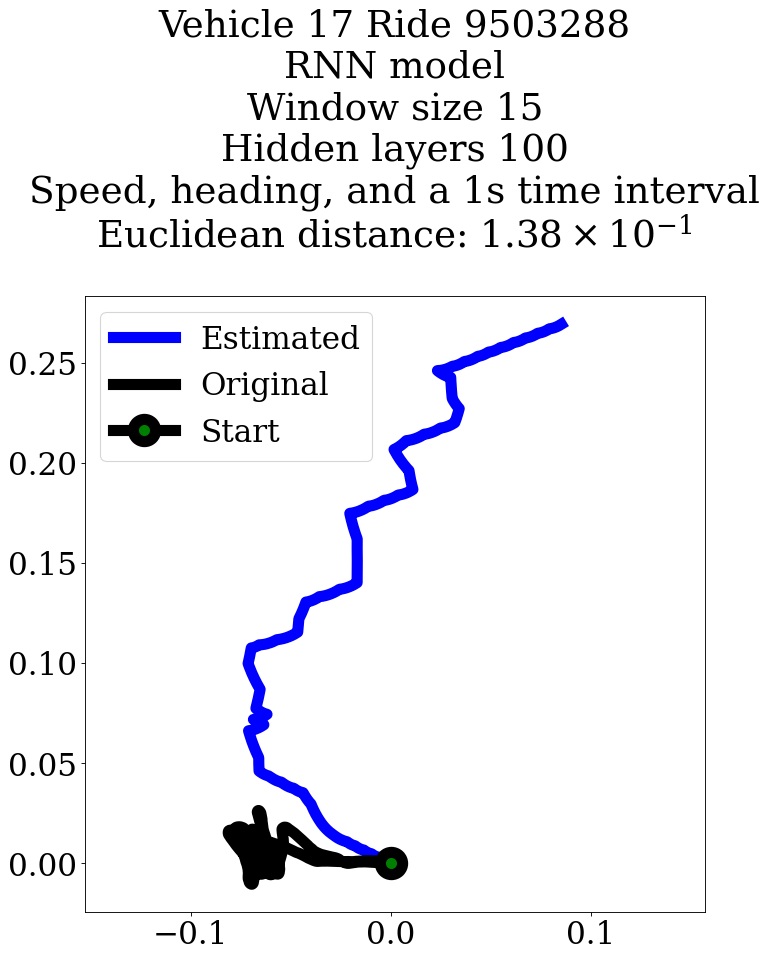 Vehicle 17 Ride 9503288
RNN model
Window size 15
Hidden layers 100
Speed, heading, and a 1s time interval
Euclidean distance: 1.38 × 10⁻¹
Estimated
Original
Start
0.25
0.20
0.15
0.10
0.05
0.00
−0.1 0.0 0.1